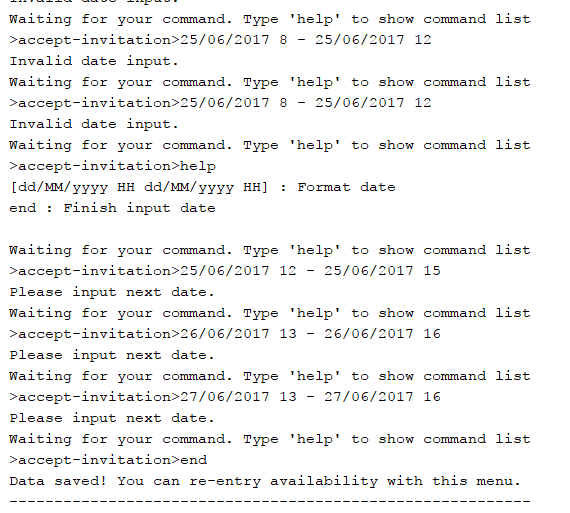 Invalid date input.
Waiting for your command. Type 'help' to show command list
>accept-invitation>25/06/2017 8 - 25/06/2017 12
Invalid date input.
Waiting for your command. Type 'help' to show command list
>accept-invitation>25/06/2017 8 - 25/06/2017 12
Invalid date input.
Waiting for your command. Type 'help' to show command list
>accept-invitation>help
[dd/MM/yyyy HH dd/MM/yyyy HH] : Format date
end : Finish input date
Waiting for your command. Type 'help' to show command list
>accept-invitation>25/06/2017 12 - 25/06/2017 15
Please input next date.
Waiting for your command. Type 'help' to show command list
>accept-invitation>26/06/2017 13 - 26/06/2017 16
Please input next date.
Waiting for your command. Type 'help' to show command list
>accept-invitation>27/06/2017 13 - 27/06/2017 16
Please input next date.
Waiting for your command. Type 'help' to show command list
>accept-invitation>end
Data saved! You can re-entry availability with this menu.
----------------------------------------------------------